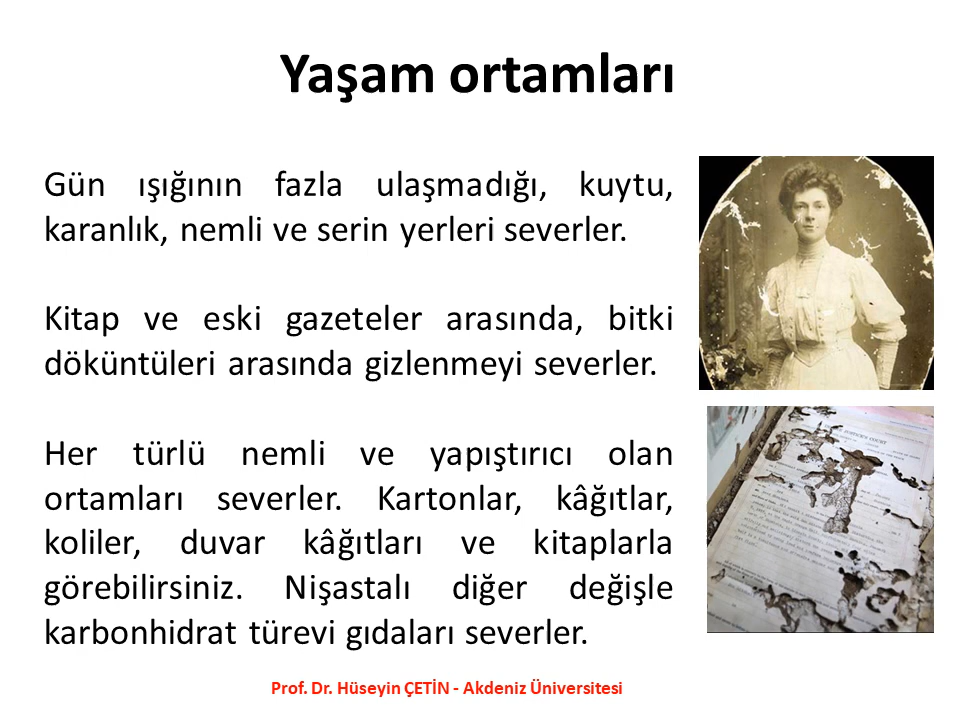 Yaşam ortamları
Gün ışığının fazla ulaşmadığı, kuytu,
karanlık, nemli ve serin yerleri severler.
Kitap ve eski gazeteler arasında, bitki
döküntüleri arasında gizlenmeyi severler.
Her türlü nemli ve yapıştırıcı olan
ortamları severler. Kartonlar, kâğıtlar,
koliler, duvar kâğıtları ve kitaplarla
görebilirsiniz. Nişastalı diğer değişle
karbonhidrat türevi gıdaları severler.
Prof. Dr. Hüseyin ÇETİN - Akdeniz Üniversitesi